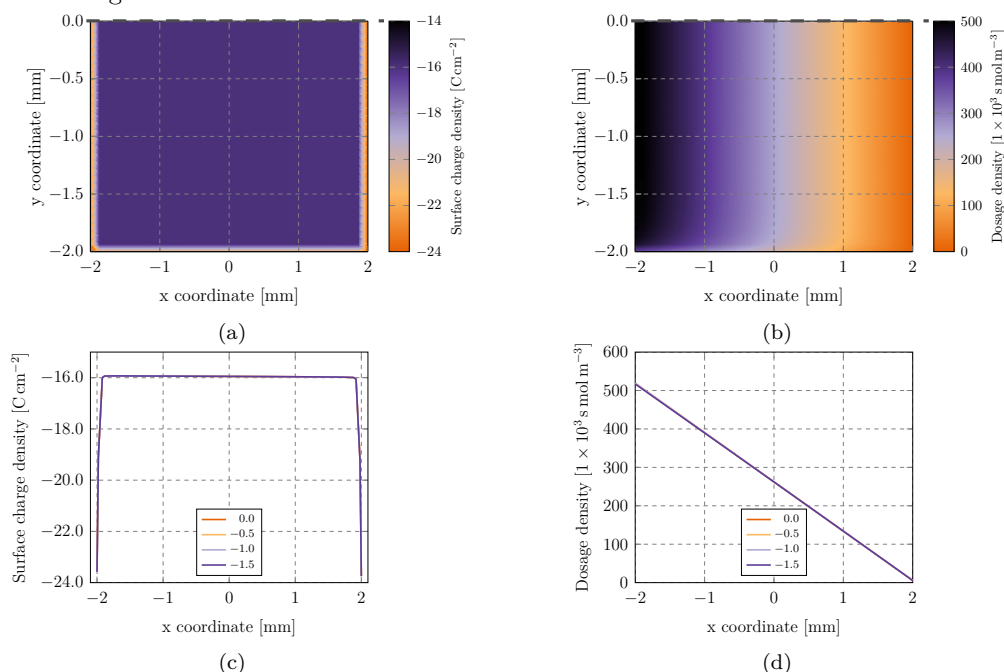 0.0
−0.5
−1.0
−1.5
−2.0
y coordinate [mm]
−2 −1 0 1 2
x coordinate [mm]
−14
−16
−18
−20
−22
−24
Surface charge density [C cm⁻²]
(a)
0.0
−0.5
−1.0
−1.5
−2.0
y coordinate [mm]
−2 −1 0 1 2
x coordinate [mm]
500
400
300
200
100
0
Dosage density [1 × 10³ s mol m⁻³]
(b)
−16.0
−18.0
−20.0
−22.0
−24.0
Surface charge density [C cm⁻²]
0.0
−0.5
−1.0
−1.5
−2 −1 0 1 2
x coordinate [mm]
(c)
600
500
400
300
200
100
0
Dosage density [1 × 10³ s mol m⁻³]
0.0
−0.5
−1.0
−1.5
−2 −1 0 1 2
x coordinate [mm]
(d)